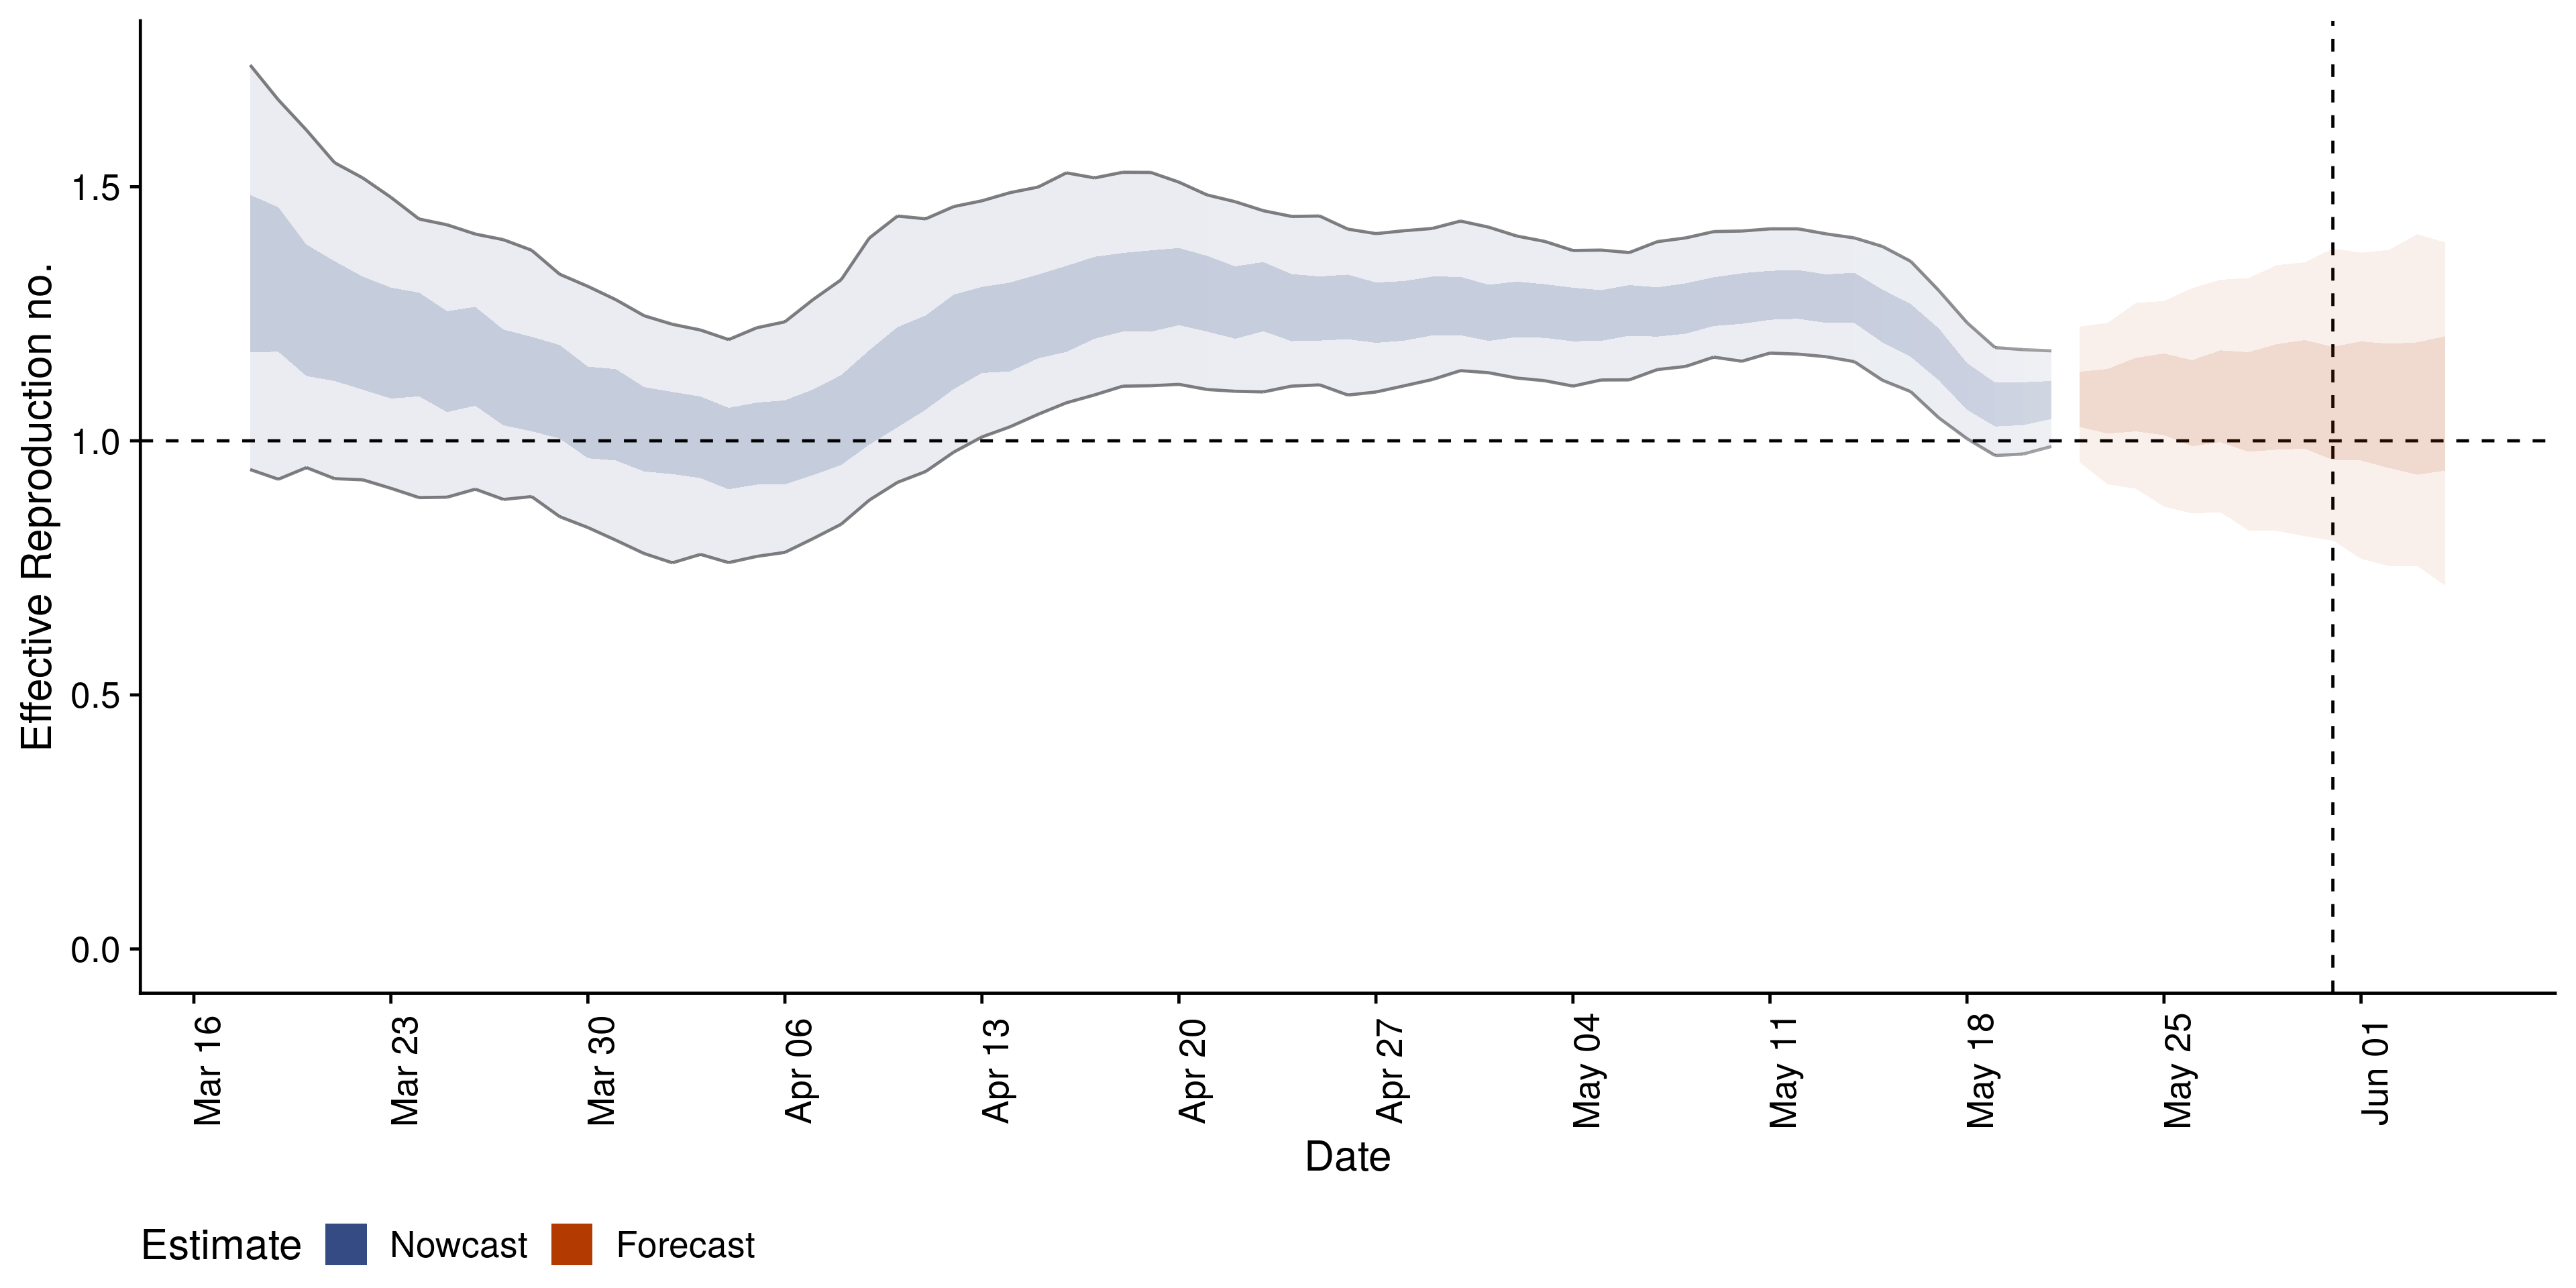 Effective Reproduction no.
1.5
1.0
0.5
0.0
Mar 16
Mar 23
Mar 30
Apr 06
Apr 13
Apr 20
Apr 27
May 04
May 11
May 18
May 25
Jun 01
Date
Estimate Nowcast Forecast